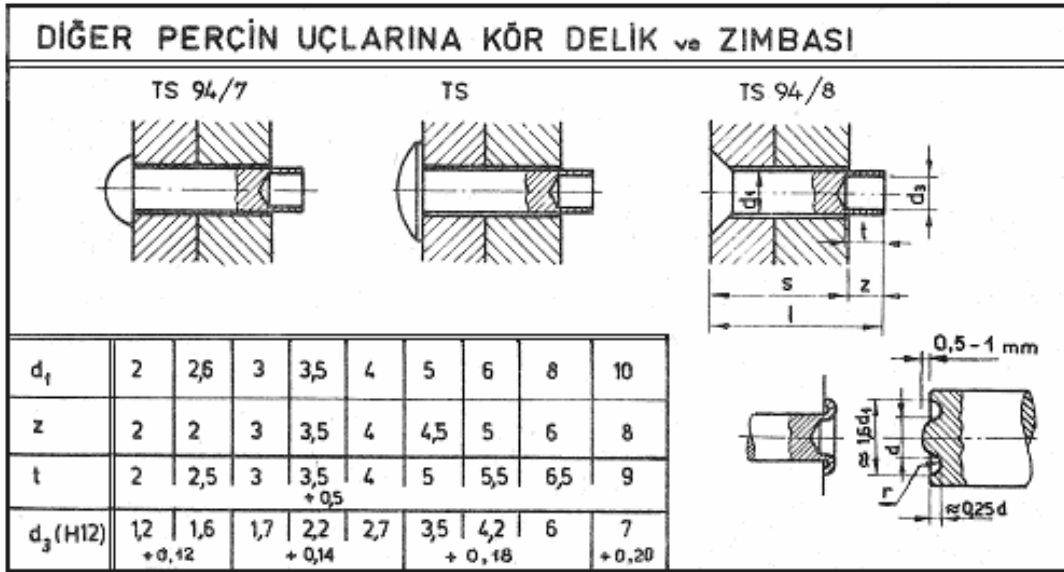 DİĞER PERÇİN UÇLARINA KÖR DELİK ve ZIMBASI
TS 94/7 TS TS 94/8
d₁ d₃
t
s z
l
0,5-1 mm
≈1,6d₁ d
r
≈0,25d
d₁ 2 2,6 3 3,5 4 5 6 8 10
z 2 2 3 3,5 4 4,5 5 6 8
t 2 2,5 3 3,5 4 5 5,5 6,5 9
+0,5
d₃(H12) 1,2 1,6 1,7 2,2 2,7 3,5 4,2 6 7
+0,12 +0,14 +0,18 +0,20